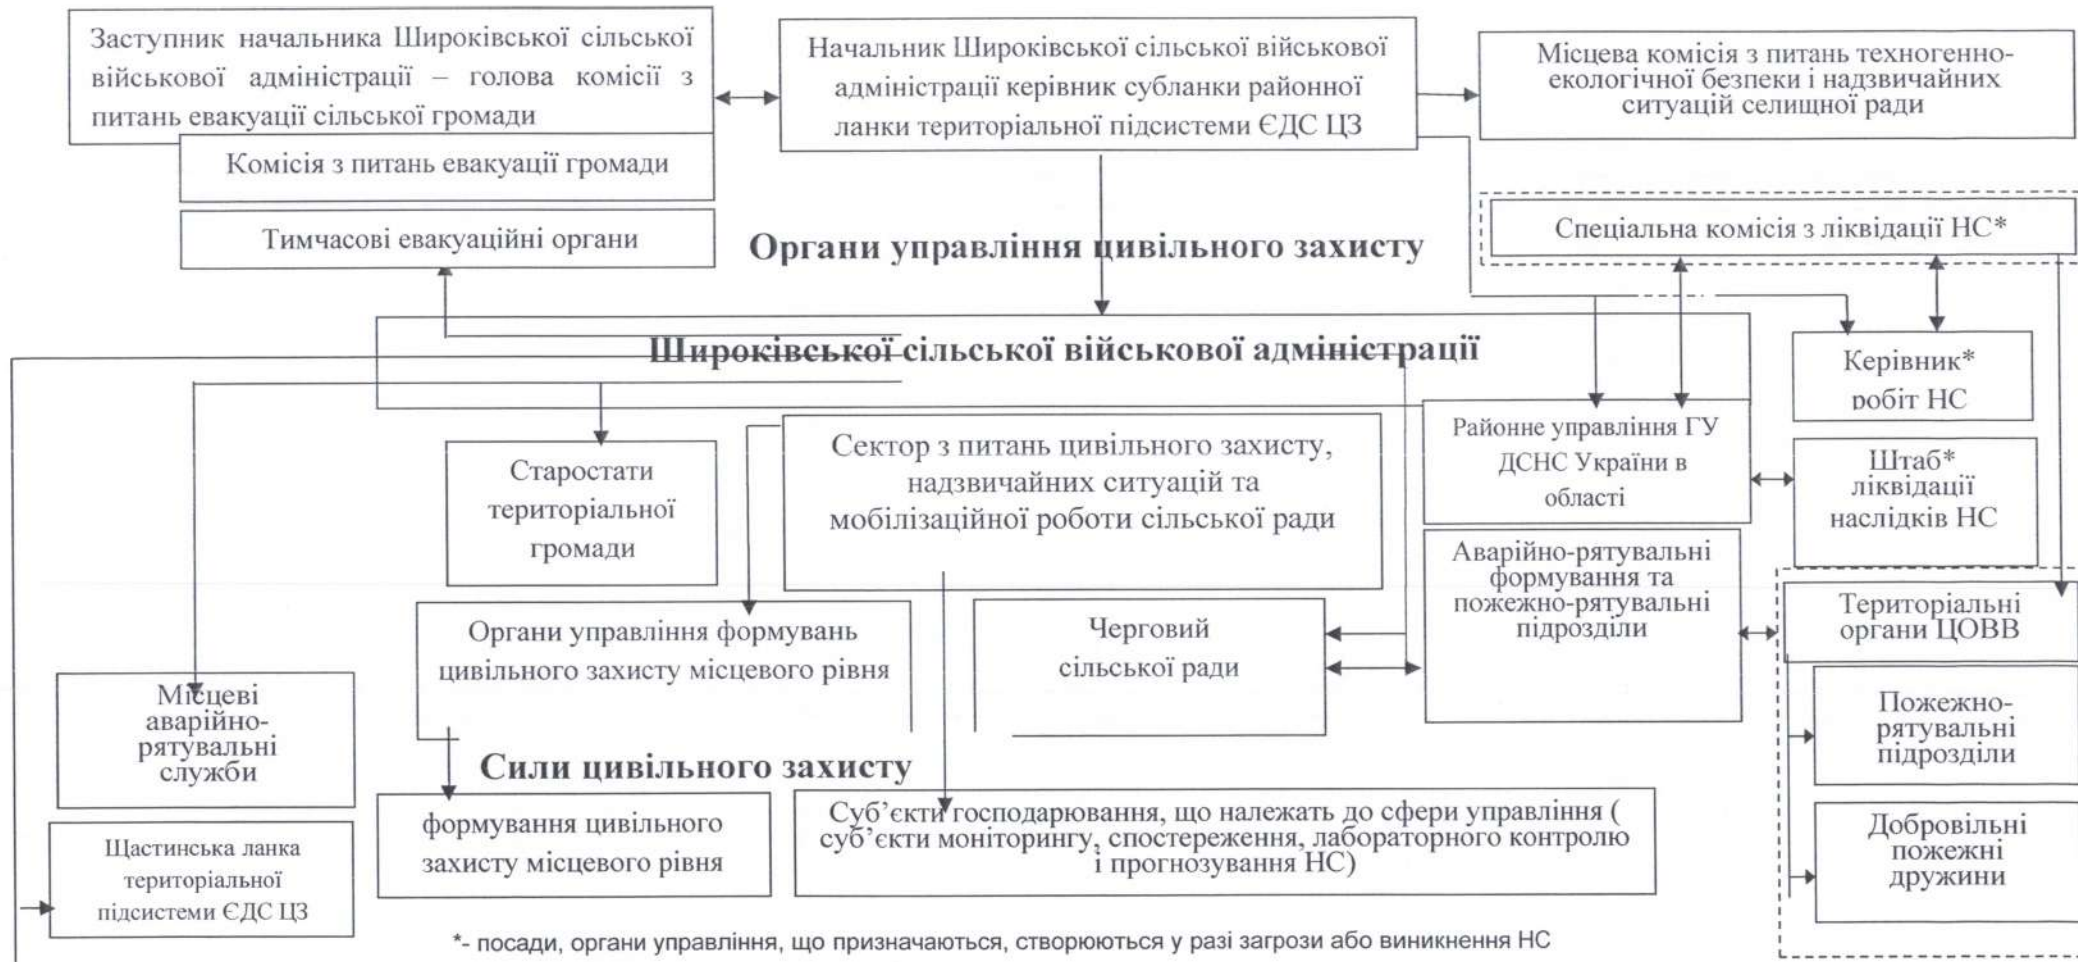 Заступник начальника Широківської сільської
військової адміністрації – голова комісії з
питань евакуації сільської громади
Комісія з питань евакуації громади
Тимчасові евакуаційні органи
Начальник Широківської сільської військової
адміністрації керівник субланки районної
ланки територіальної підсистеми ЄДС ЦЗ
Місцева комісія з питань техногенно-
екологічної безпеки і надзвичайних
ситуацій селищної ради
Спеціальна комісія з ліквідації НС*
Органи управління цивільного захисту
Широківської сільської військової адміністрації
Керівник*
робіт НС
Старостати
територіальної
громади
Сектор з питань цивільного захисту,
надзвичайних ситуацій та
мобілізаційної роботи сільської ради
Районне управління ГУ
ДСНС України в
області
Штаб*
ліквідації
наслідків НС
Аварійно-рятувальні
формування та
пожежно-рятувальні
підрозділи
Територіальні
органи ЦОВВ
Органи управління формувань
цивільного захисту місцевого рівня
Черговий
сільської ради
Місцеві
аварійно-
рятувальні
служби
Пожежно-
рятувальні
підрозділи
Сили цивільного захисту
формування цивільного
захисту місцевого рівня
Суб’єкти господарювання, що належать до сфери управління (
суб’єкти моніторингу, спостереження, лабораторного контролю
і прогнозування НС)
Добровільні
пожежні
дружини
Щастинська ланка
територіальної
підсистеми ЄДС ЦЗ
*- посади, органи управління, що призначаються, створюються у разі загрози або виникнення НС